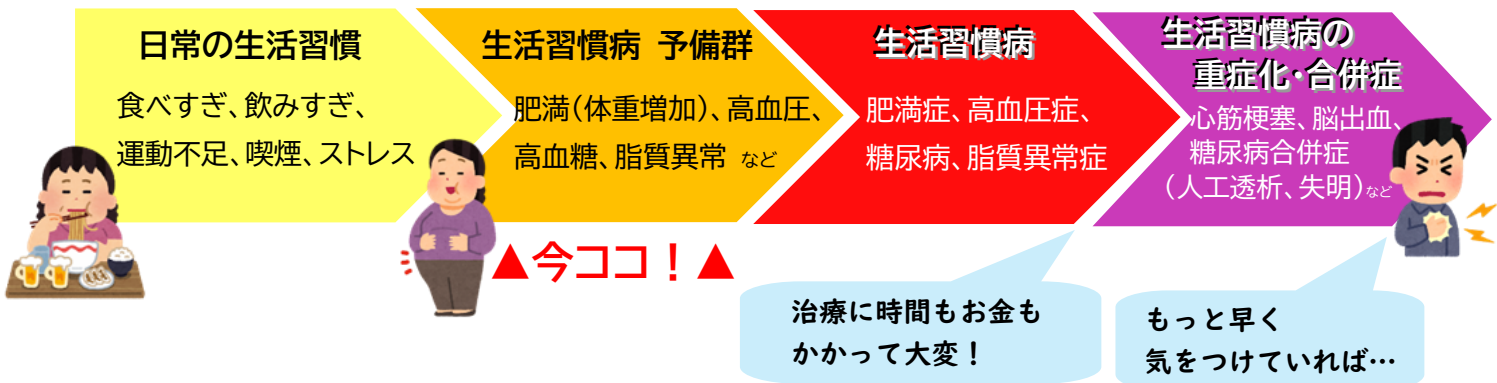 日常の生活習慣
食べすぎ、飲みすぎ、
運動不足、喫煙、ストレス
生活習慣病 予備群
肥満(体重増加)、高血圧、
高血糖、脂質異常 など
▲今ココ！▲
生活習慣病
肥満症、高血圧症、
糖尿病、脂質異常症
治療に時間もお金も
かかって大変！
生活習慣病の
重症化・合併症
心筋梗塞、脳出血、
糖尿病合併症
(人工透析、失明)など
もっと早く
気をつけていれば…